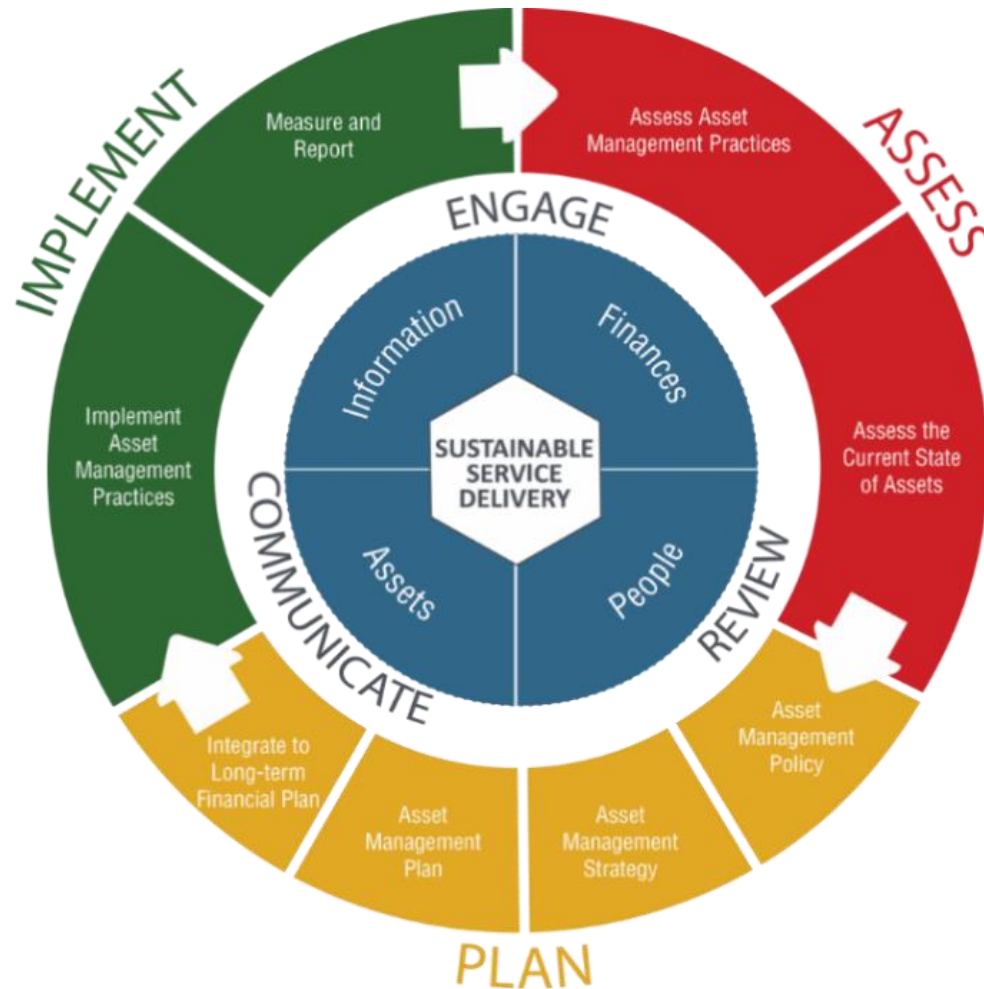 IMPLEMENT
Measure and
Report
Assess Asset
Management Practices
ASSESS
ENGAGE
Information
Finances
Implement
Asset
Management
Practices
SUSTAINABLE
SERVICE
DELIVERY
Assess the
Current State
of Assets
COMMUNICATE
Assets
People
REVIEW
Integrate to
Long-term
Financial Plan
Asset
Management
Plan
Asset
Management
Strategy
Asset
Management
Policy
PLAN